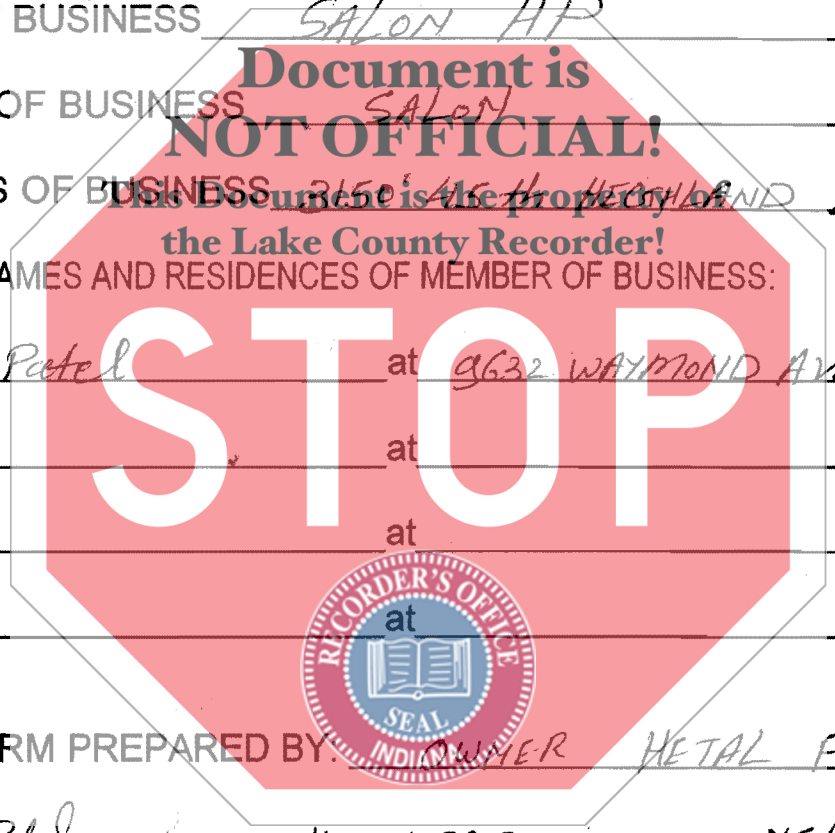 BUSINESS SALON HP
Document is
OF BUSINESS SALON
NOT OFFICIAL!
S OF BUSINESS 3150 45th HIGHLAND
This Document is the property of
the Lake County Recorder!
AMES AND RESIDENCES OF MEMBER OF BUSINESS:
Patel at 9632 WAYMOND AV
STOP
at
at
at
RECORDER'S OFFICE
SEAL
INDIANA
RM PREPARED BY: OWNER HETAL P